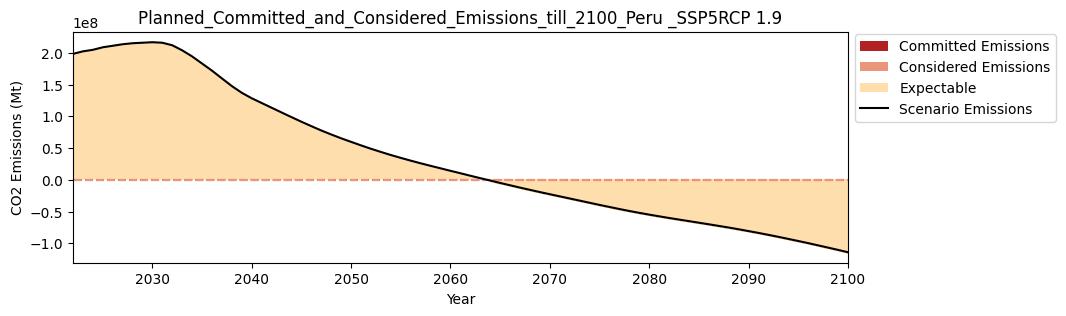 Planned_Committed_and_Considered_Emissions_till_2100_Peru _SSP5RCP 1.9
1e8
2.0
1.5
1.0
0.5
0.0
−0.5
−1.0
CO2 Emissions (Mt)
2030 2040 2050 2060 2070 2080 2090 2100
Year
Committed Emissions
Considered Emissions
Expectable
Scenario Emissions